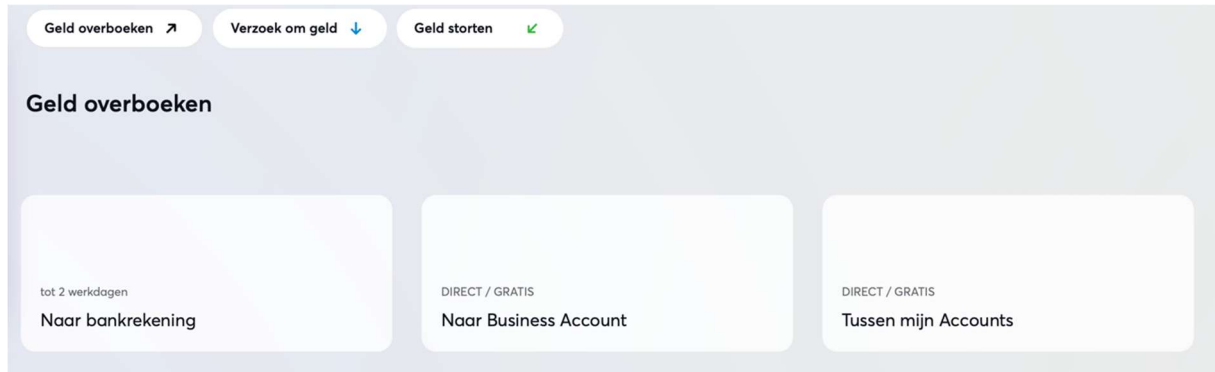 Geld overboeken
Verzoek om geld
Geld storten
Geld overboeken
tot 2 werkdagen
Naar bankrekening
DIRECT / GRATIS
Naar Business Account
DIRECT / GRATIS
Tussen mijn Accounts